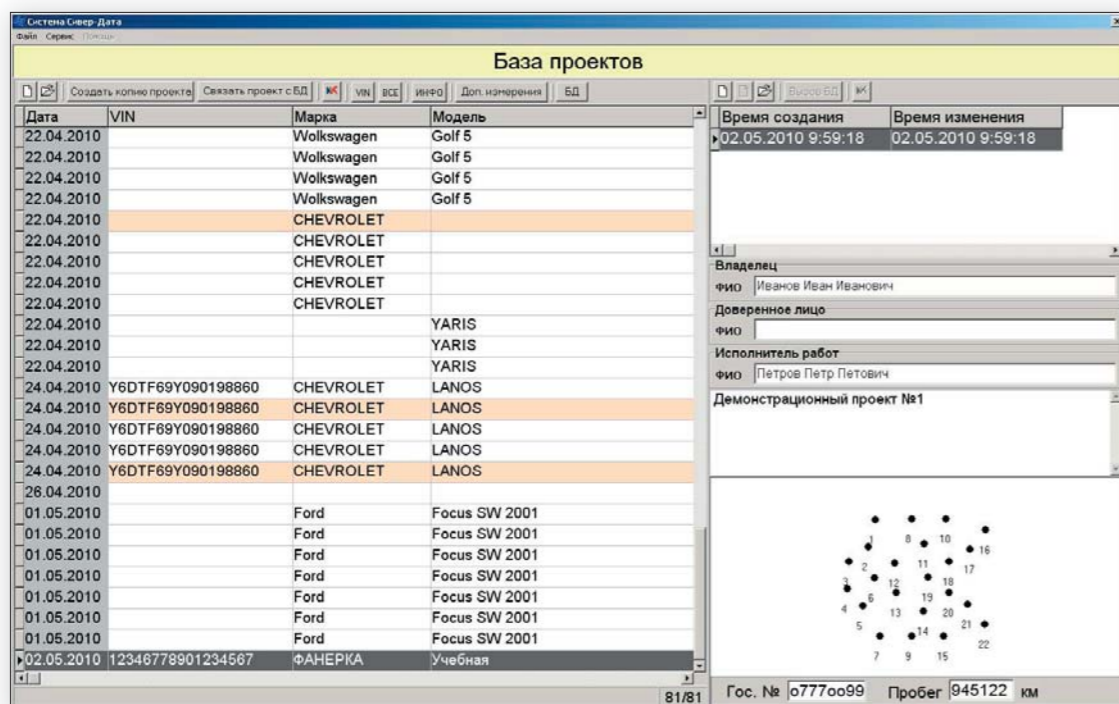 Система Сивер-Дата
Файл Сервис Помощь
База проектов
Создать копию проекта Связать проект с БД VIN ВСЕ ИНФО Доп. измерения БД
Дата VIN Марка Модель
22.04.2010 Wolkswagen Golf 5
22.04.2010 Wolkswagen Golf 5
22.04.2010 Wolkswagen Golf 5
22.04.2010 Wolkswagen Golf 5
22.04.2010 CHEVROLET
22.04.2010 CHEVROLET
22.04.2010 CHEVROLET
22.04.2010 CHEVROLET
22.04.2010 CHEVROLET
22.04.2010 YARIS
22.04.2010 YARIS
22.04.2010 YARIS
24.04.2010 Y6DTF69Y090198860 CHEVROLET LANOS
24.04.2010 Y6DTF69Y090198860 CHEVROLET LANOS
24.04.2010 Y6DTF69Y090198860 CHEVROLET LANOS
24.04.2010 Y6DTF69Y090198860 CHEVROLET LANOS
24.04.2010 Y6DTF69Y090198860 CHEVROLET LANOS
26.04.2010
01.05.2010 Ford Focus SW 2001
01.05.2010 Ford Focus SW 2001
01.05.2010 Ford Focus SW 2001
01.05.2010 Ford Focus SW 2001
01.05.2010 Ford Focus SW 2001
01.05.2010 Ford Focus SW 2001
01.05.2010 Ford Focus SW 2001
02.05.2010 12346778901234567 ФАНЕРКА Учебная
81/81
Вызов БД
Время создания Время изменения
02.05.2010 9:59:18 02.05.2010 9:59:18
Владелец
ФИО Иванов Иван Иванович
Доверенное лицо
ФИО
Исполнитель работ
ФИО Петров Петр Петович
Демонстрационный проект №1
1 8 10
16
2 11 17
3 12 18
6 19
4 13 20
5 14 21
22
7 9 15
Гос. № о777оо99 Пробег 945122 км